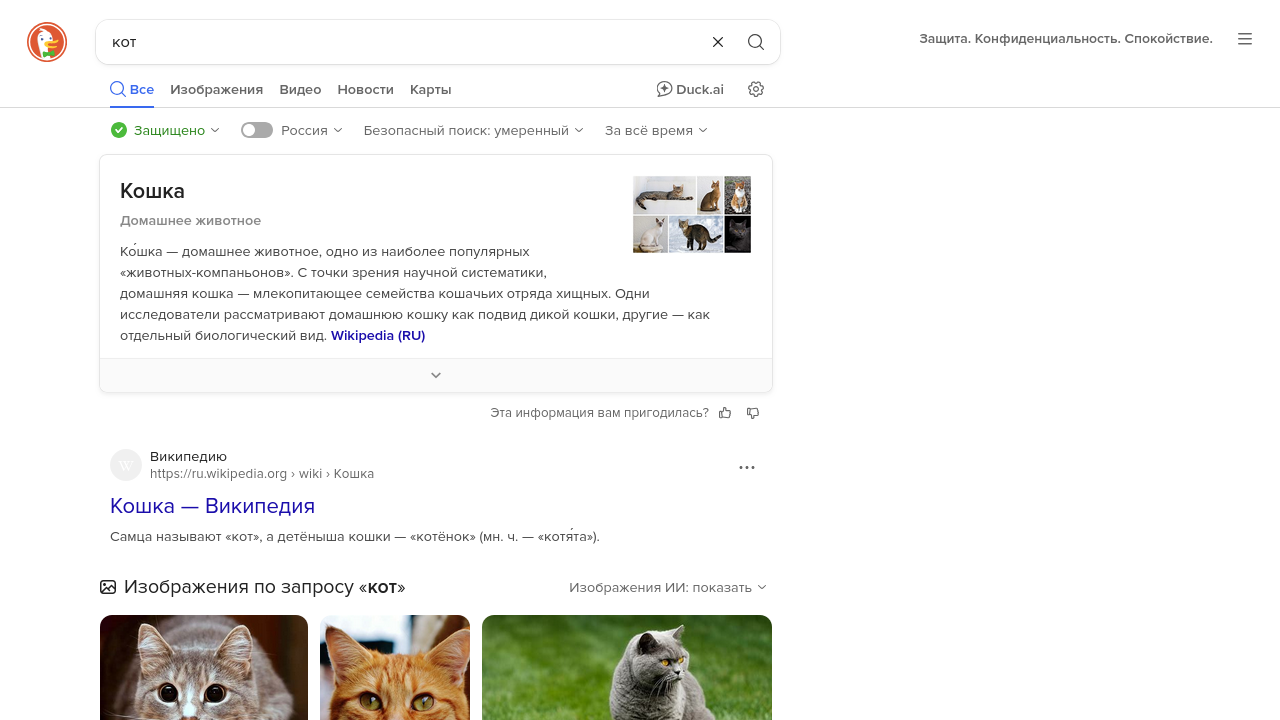 кот
Защита. Конфиденциальность. Спокойствие.
Все
Изображения
Видео
Новости
Карты
Duck.ai
Защищено
Россия
Безопасный поиск: умеренный
За всё время
Кошка
Домашнее животное
Ко́шка — домашнее животное, одно из наиболее популярных
«животных-компаньонов». С точки зрения научной систематики,
домашняя кошка — млекопитающее семейства кошачьих отряда хищных. Одни
исследователи рассматривают домашнюю кошку как подвид дикой кошки, другие — как
отдельный биологический вид. Wikipedia (RU)
Эта информация вам пригодилась?
W
Википедию
https://ru.wikipedia.org › wiki › Кошка
Кошка — Википедия
Самца называют «кот», а детёныша кошки — «котёнок» (мн. ч. — «котя́та»).
Изображения по запросу «кот»
Изображения ИИ: показать